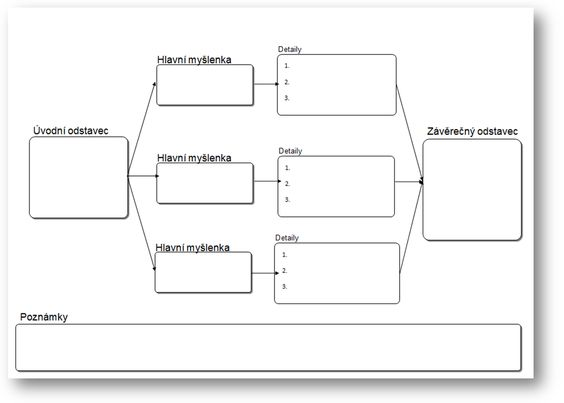 Úvodní odstavec
Hlavní myšlenka
Detaily
1.
2.
3.
Hlavní myšlenka
Detaily
1.
2.
3.
Hlavní myšlenka
Detaily
1.
2.
3.
Závěrečný odstavec
Poznámky